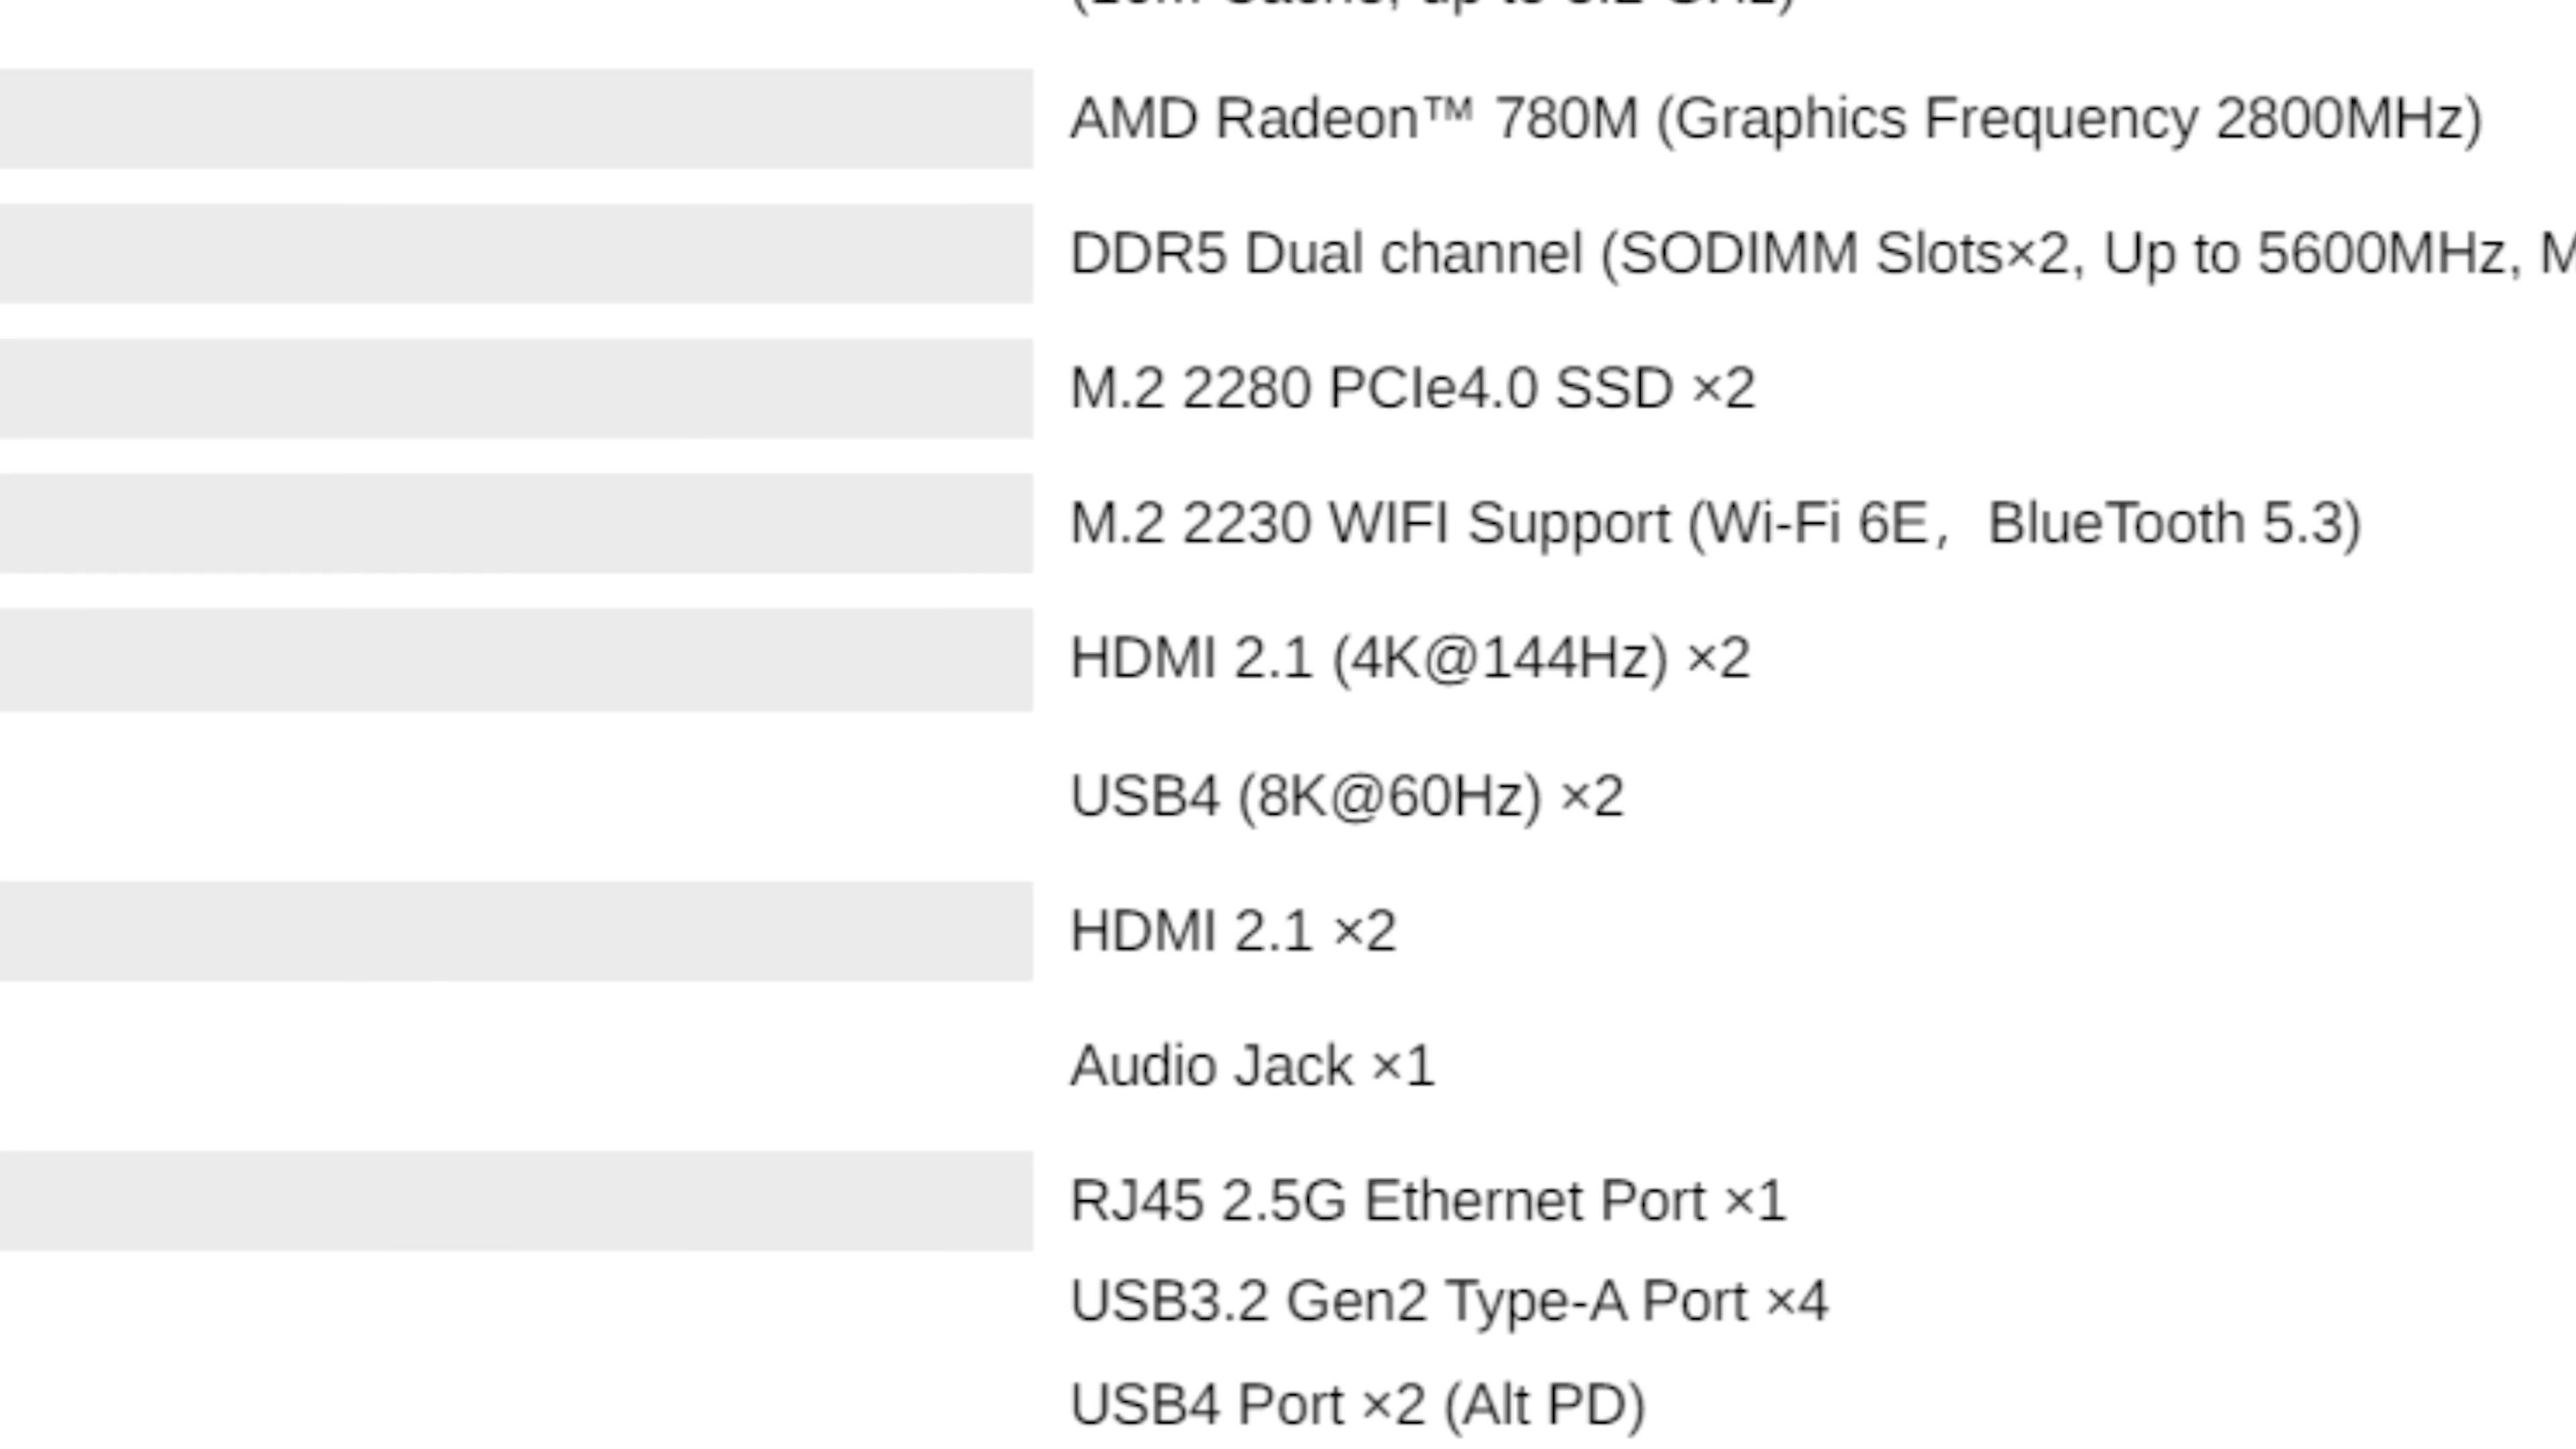 AMD Radeon™ 780M (Graphics Frequency 2800MHz)
DDR5 Dual channel (SODIMM Slots×2, Up to 5600MHz,
M.2 2280 PCIe4.0 SSD ×2
M.2 2230 WIFI Support (Wi-Fi 6E，BlueTooth 5.3)
HDMI 2.1 (4K@144Hz) ×2
USB4 (8K@60Hz) ×2
HDMI 2.1 ×2
Audio Jack ×1
RJ45 2.5G Ethernet Port ×1
USB3.2 Gen2 Type-A Port ×4
USB4 Port ×2 (Alt PD)